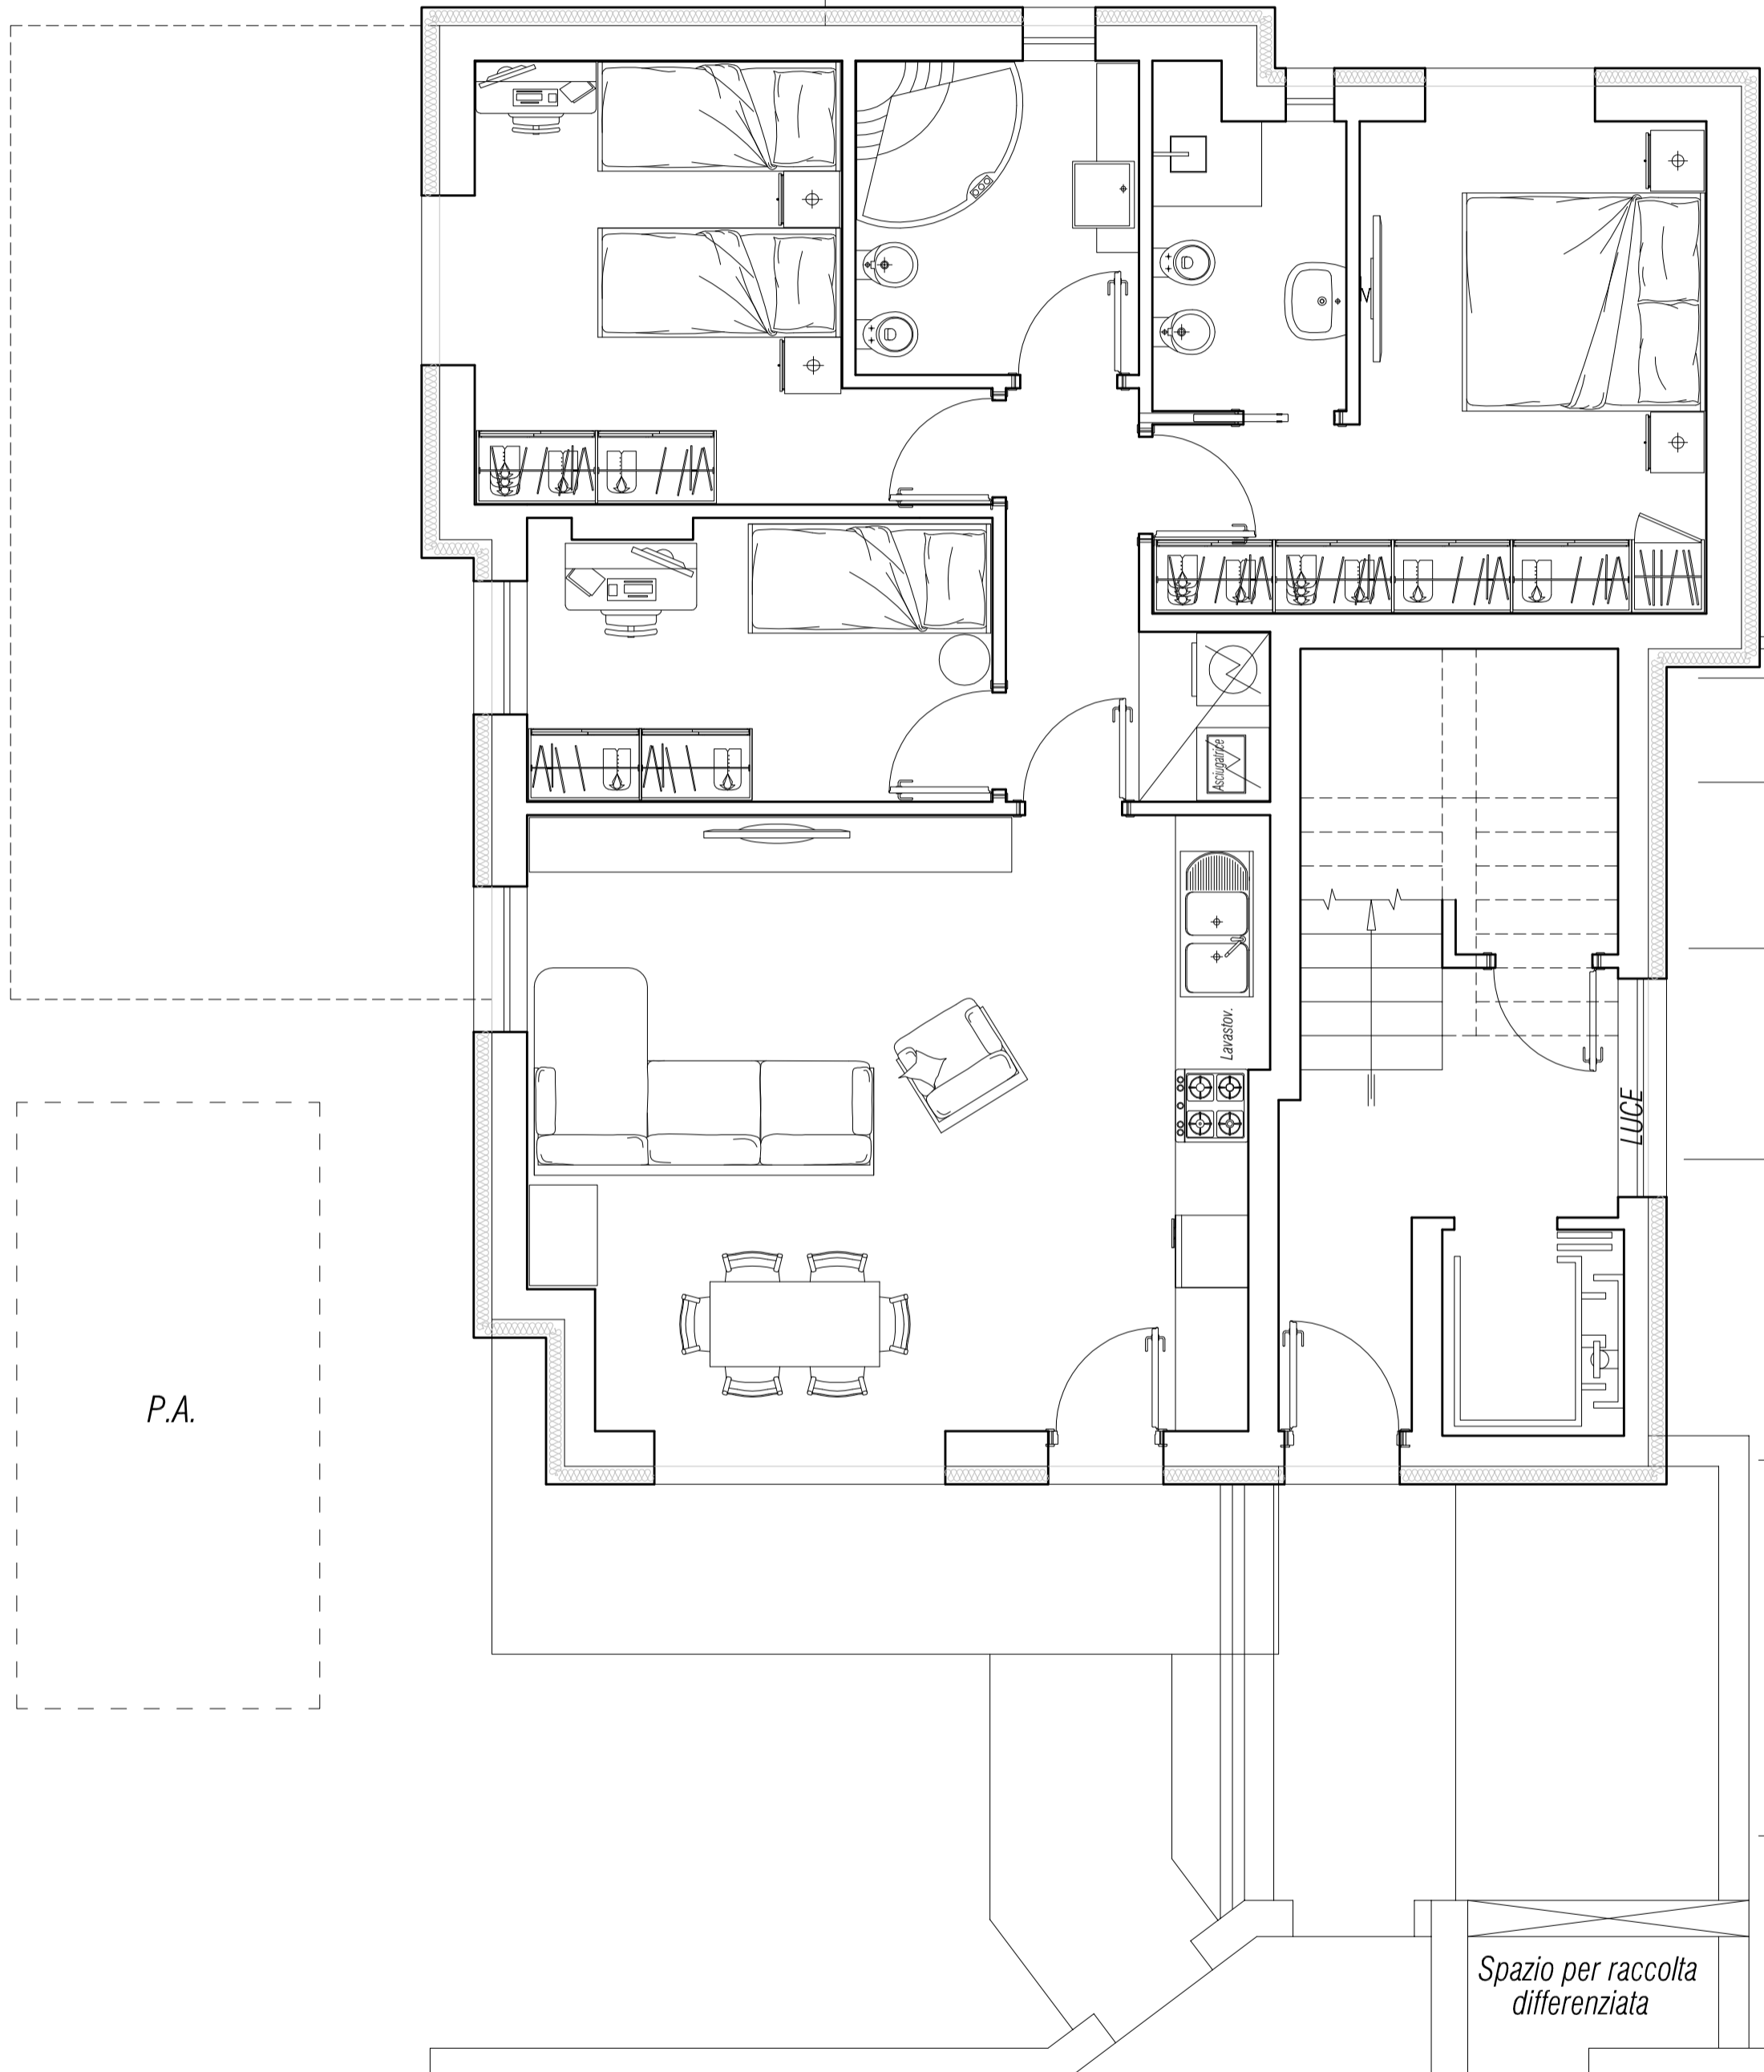 Asciugatrice
Lavastov.
LUCE
P.A.
Spazio per raccolta
differenziata